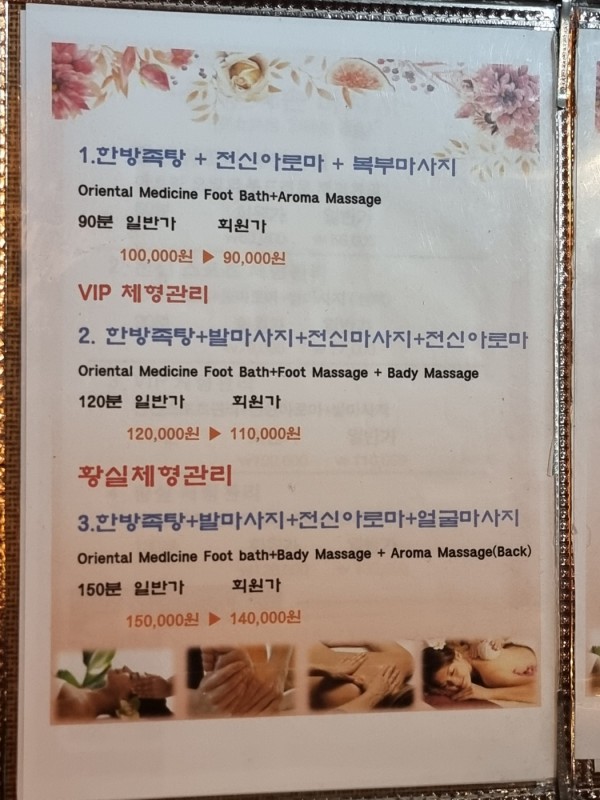 1.한방족탕 + 전신아로마 + 복부마사지
Oriental Medicine Foot Bath+Aroma Massage
90분 일반가 회원가
100,000원 ▶ 90,000원
VIP 체형관리
2. 한방족탕+발마사지+전신마사지+전신아로마
Oriental Medicine Foot Bath+Foot Massage + Bady Massage
120분 일반가 회원가
120,000원 ▶ 110,000원
황실체형관리
3.한방족탕+발마사지+전신아로마+얼굴마사지
Oriental Medicine Foot bath+Bady Massage + Aroma Massage(Back)
150분 일반가 회원가
150,000원 ▶ 140,000원